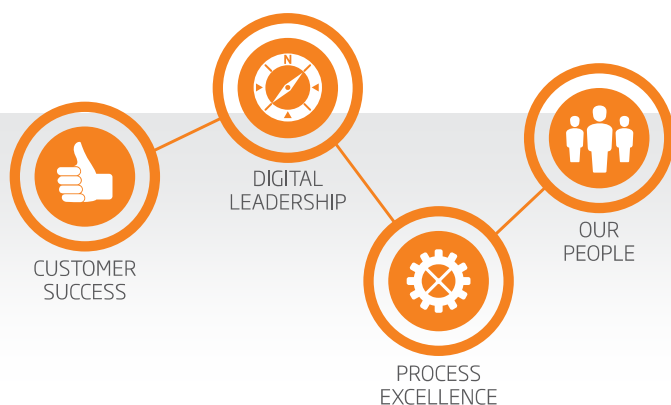 N
DIGITAL
LEADERSHIP
CUSTOMER
SUCCESS
OUR
PEOPLE
PROCESS
EXCELLENCE